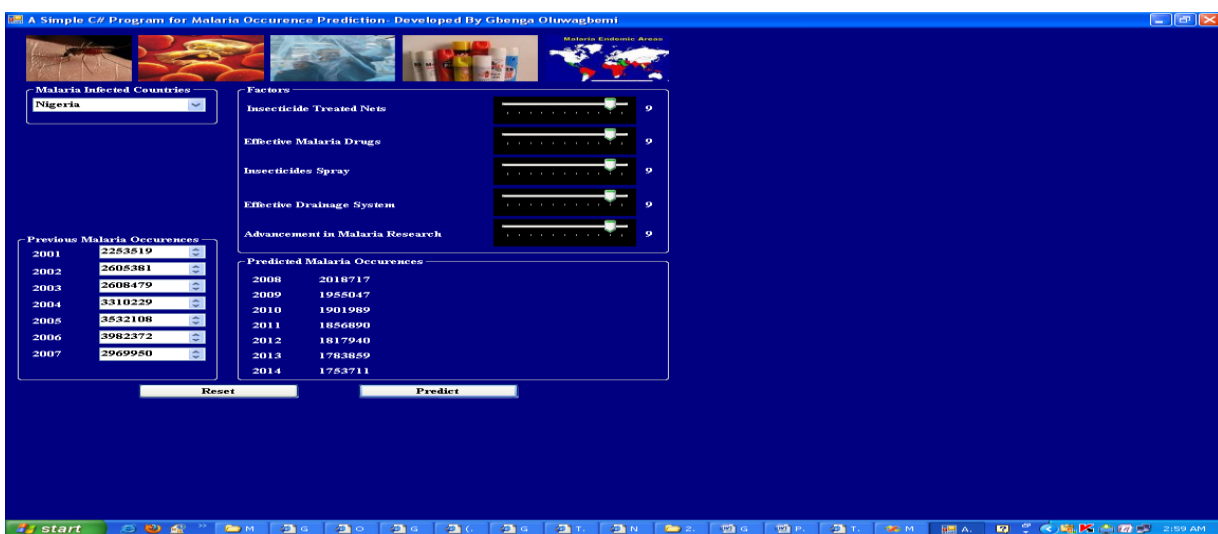 A Simple C# Program for Malaria Occurence Prediction- Developed By Gbenga Oluwagbemi
Malaria Endemic Areas
Malaria Infected Countries
Nigeria
Factors
Insecticide Treated Nets 9
Effective Malaria Drugs 9
Insecticides Spray 9
Effective Drainage System 9
Advancement in Malaria Research 9
Previous Malaria Occurences
2001 2253519
2002 2605381
2003 2608479
2004 3310229
2005 3532108
2006 3982372
2007 2969950
Predicted Malaria Occurences
2008 2018717
2009 1955047
2010 1901989
2011 1856890
2012 1817940
2013 1783859
2014 1753711
Reset Predict
start M G O G (. G T. N 2. G P. T. M A. 2:59 AM